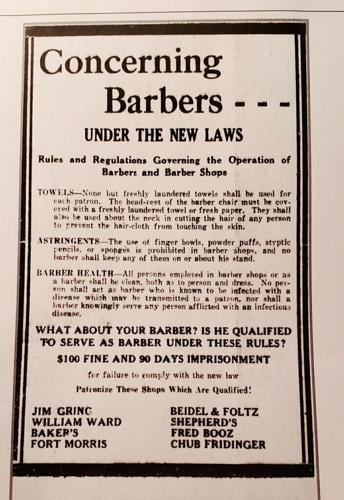 Concerning
Barbers - - -
UNDER THE NEW LAWS
Rules and Regulations Governing the Operation of
Barbers and Barber Shops
TOWELS—None but freshly laundered towels shall be used for
each patron. The head-rest of the barber chair must be cov-
ered with a freshly laundered towel or fresh paper. They shall
also be used about the neck in cutting the hair of any person
to prevent the hair-cloth from touching the skin.
ASTRINGENTS—The use of finger bowls, powder puffs, styptic
pencils, or sponges is prohibited in barber shops, and no
barber shall keep any of them on or about his stand.
BARBER HEALTH—All persons employed in barber shops or as
a barber shall be clean, both as to person and dress. No per-
son shall act as barber who is known to be infected with a
disease which may be transmitted to a patron, nor shall a
barber knowingly serve any person afflicted with an infectious
disease.
WHAT ABOUT YOUR BARBER? IS HE QUALIFIED
TO SERVE AS BARBER UNDER THESE RULES?
$100 FINE AND 90 DAYS IMPRISONMENT
for failure to comply with the new law
Patronize These Shops Which Are Qualified!
JIM GRING
WILLIAM WARD
BAKER'S
FORT MORRIS
BEIDEL & FOLTZ
SHEPHERD'S
FRED BOOZ
CHUB FRIDINGER